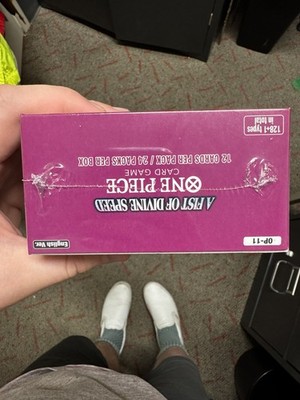 OP-11
English Ver.
A FIST OF DIVINE SPEED
ONE PIECE
CARD GAME
12 CARDS PER PACK / 24 PACKS PER BOX
126+1 types
in total